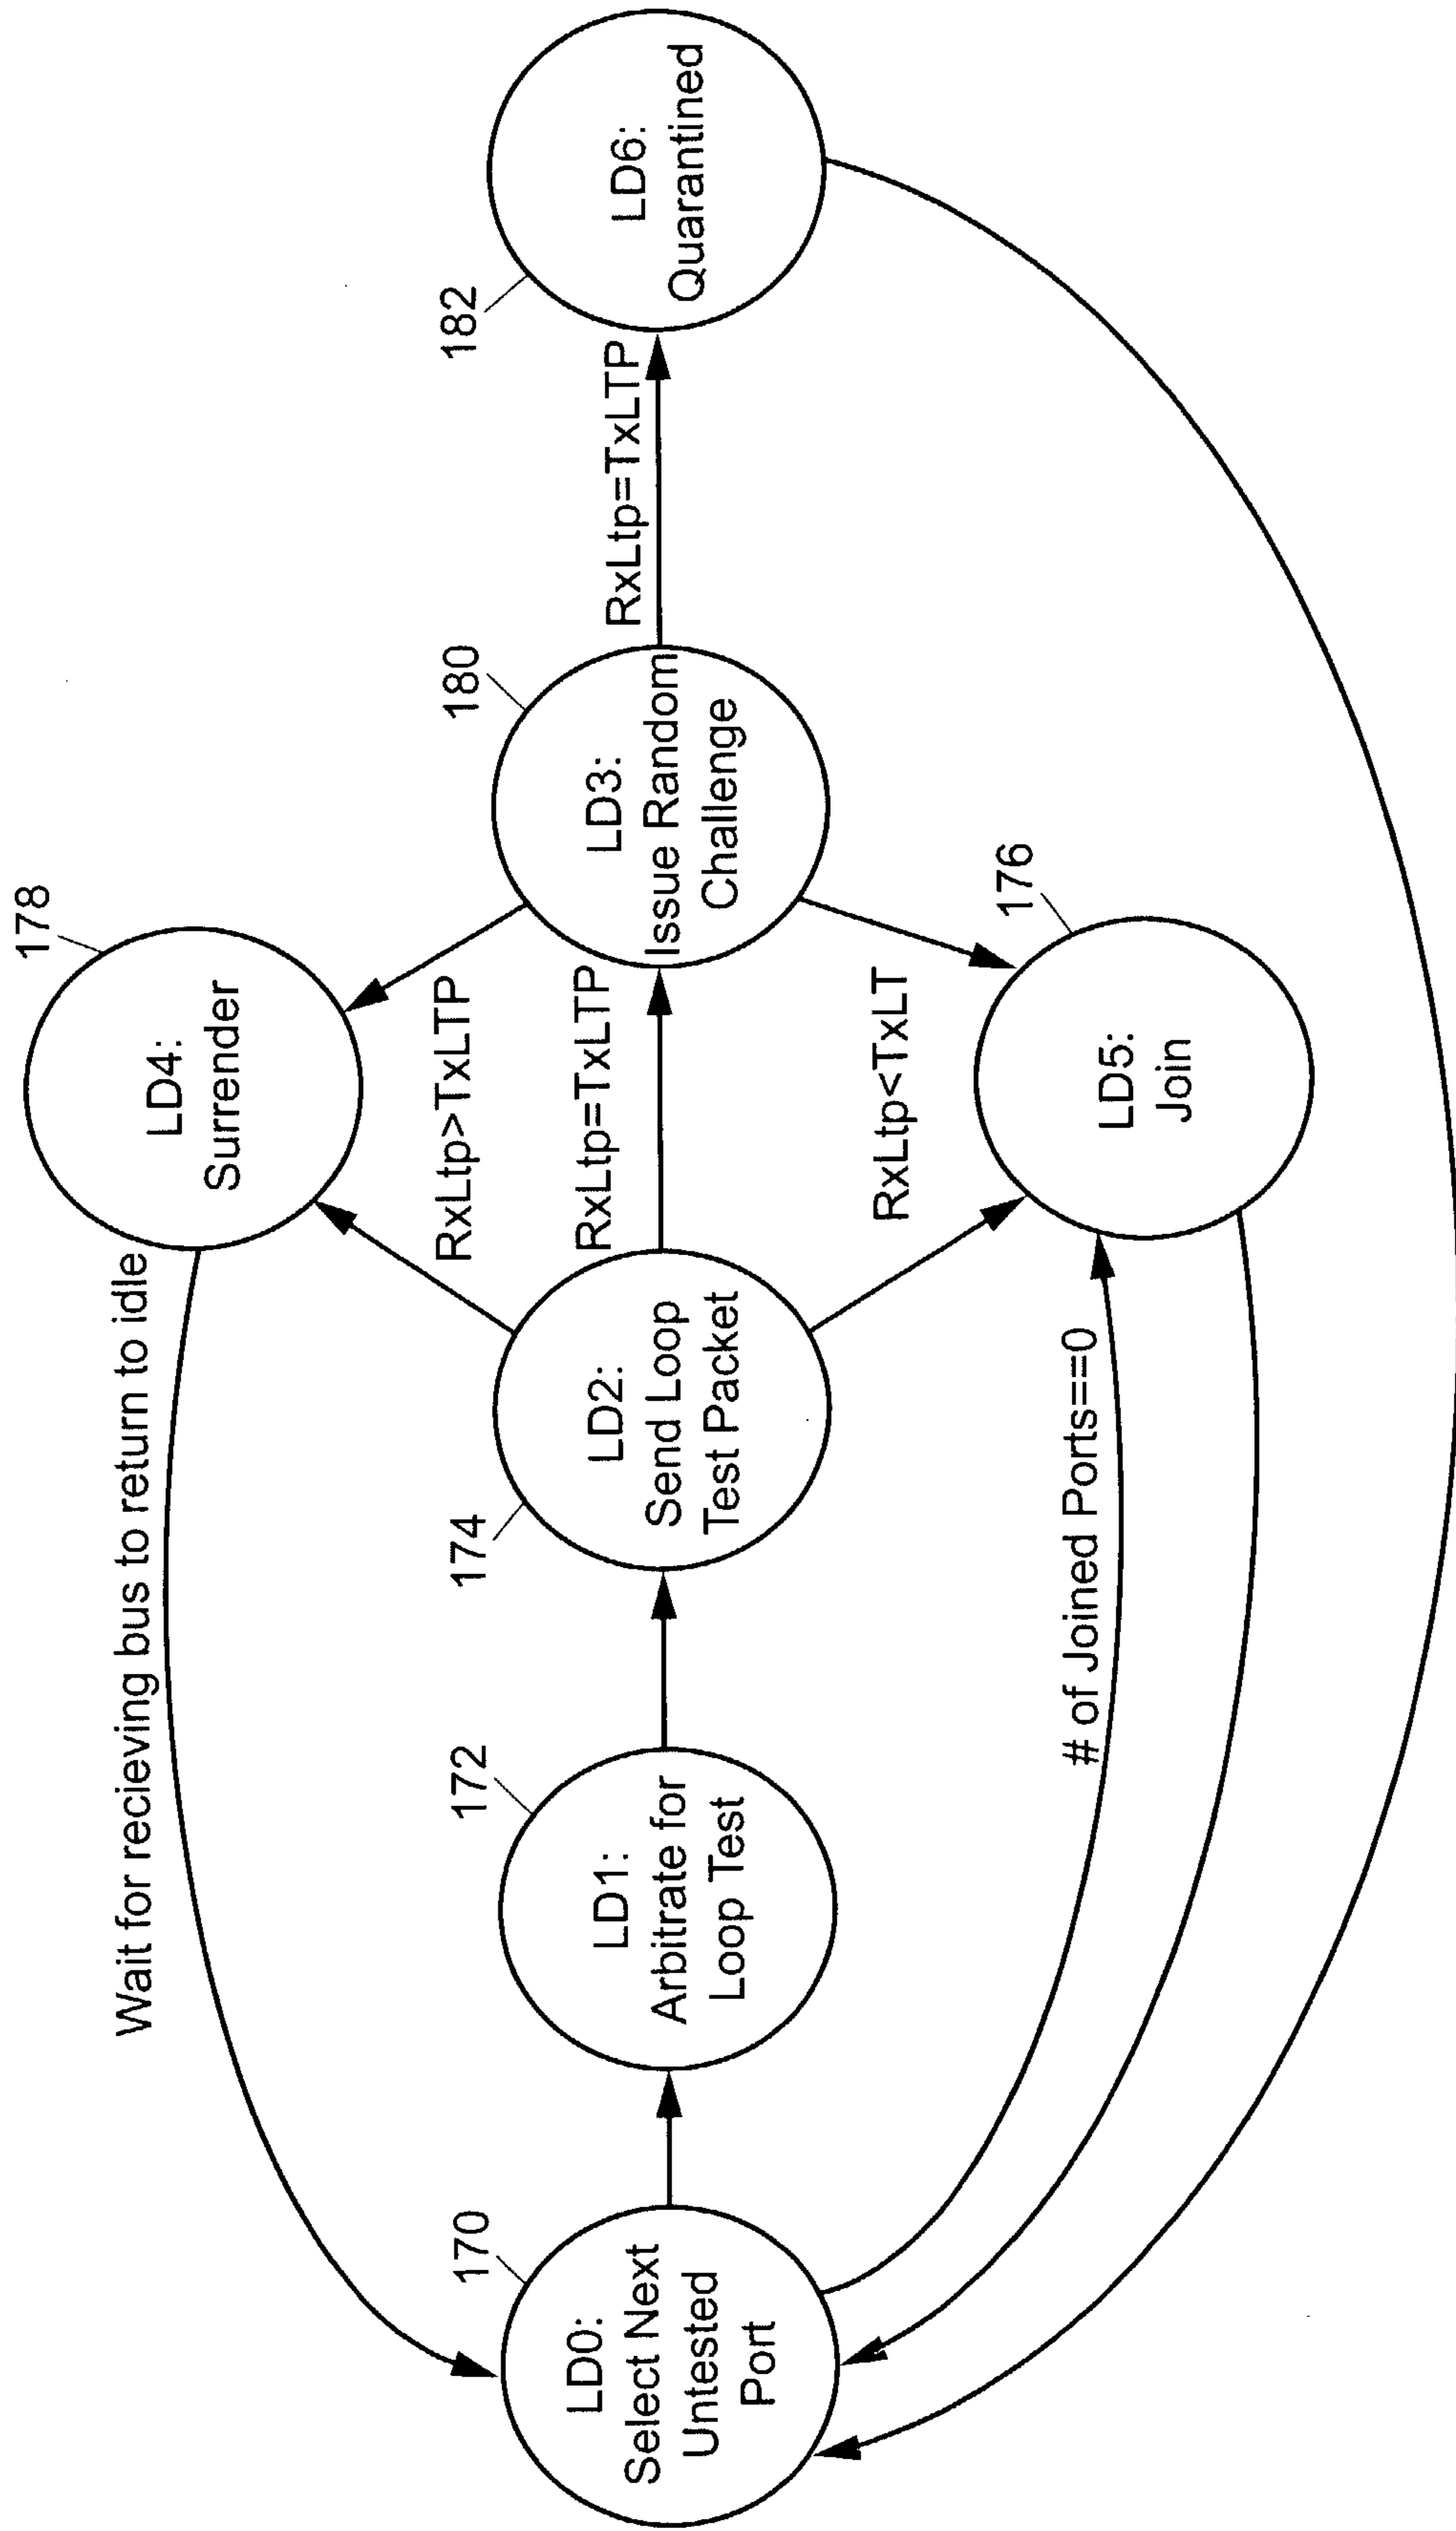 178
LD4:
Surrender
Wait for recieving bus to return to idle
RxLtp>TxLTP
170
LD0:
Select Next
Untested
Port
172
LD1:
Arbitrate for
Loop Test
174
LD2:
Send Loop
Test Packet
RxLtp=TxLTP
180
LD3:
Issue Random
Challenge
RxLtp=TxLTP
182
LD6:
Quarantined
RxLtp<TxLT
176
LD5:
Join
# of Joined Ports==0